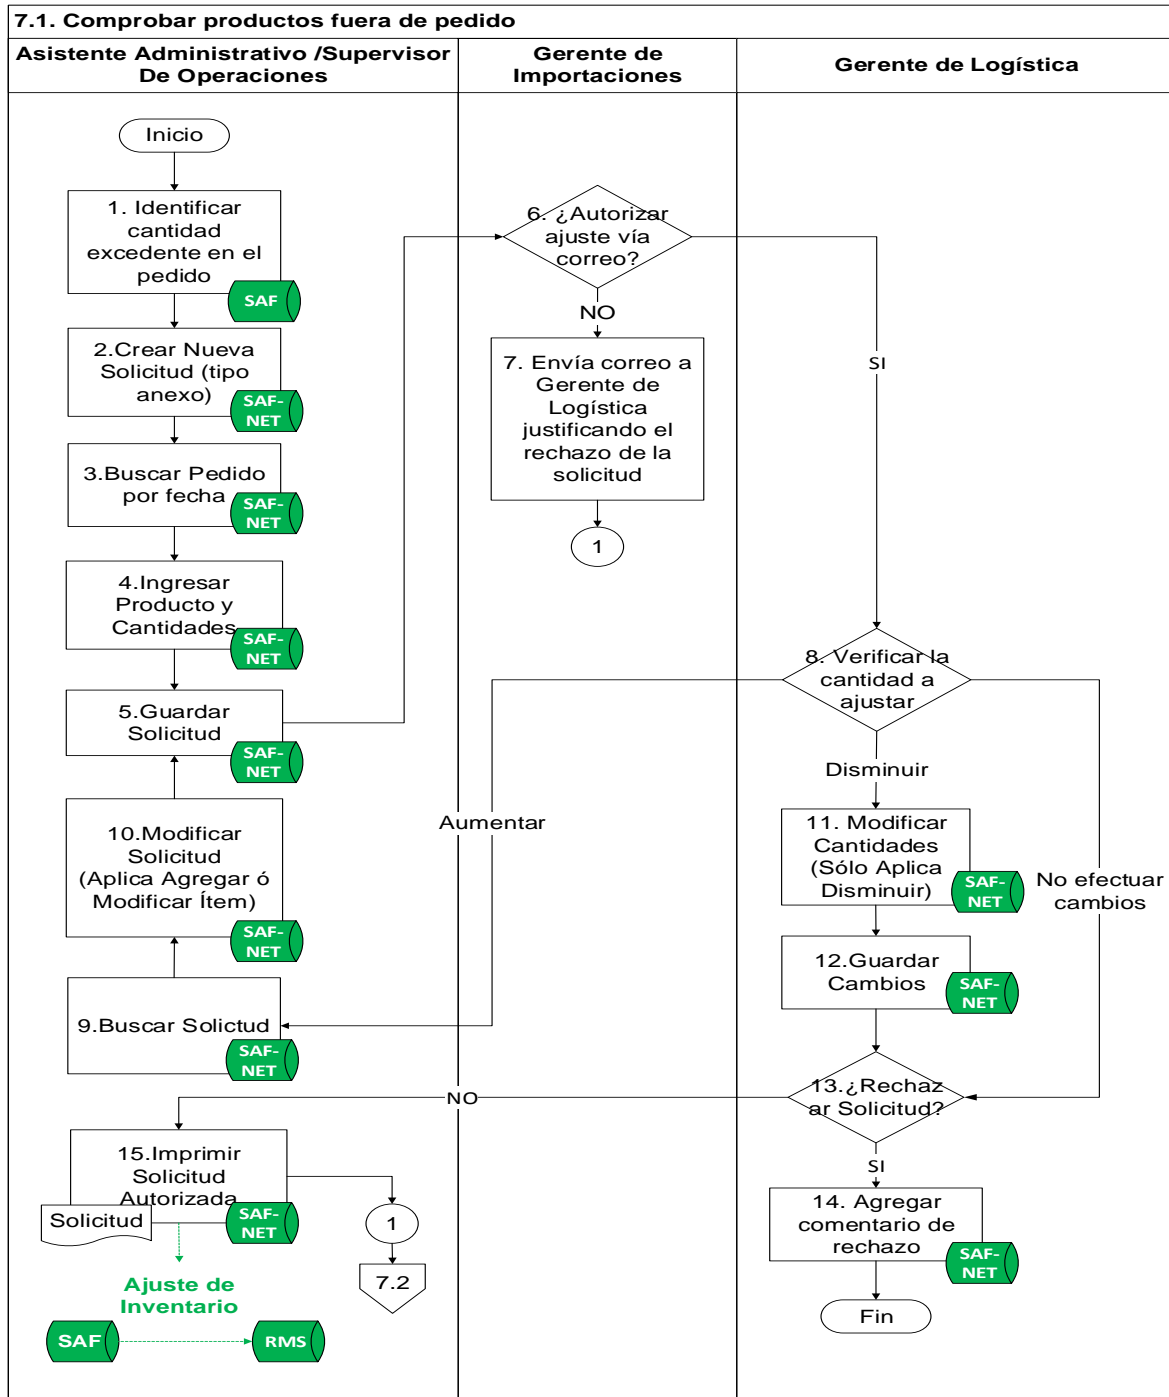 7.1. Comprobar productos fuera de pedido
Asistente Administrativo /Supervisor
De Operaciones
Gerente de
Importaciones
Gerente de Logística
Inicio
1. Identificar
cantidad
excedente en el
pedido
SAF
2.Crear Nueva
Solicitud (tipo
anexo)
SAF-
NET
3.Buscar Pedido
por fecha
SAF-
NET
4.Ingresar
Producto y
Cantidades
SAF-
NET
5.Guardar
Solicitud
SAF-
NET
10.Modificar
Solicitud
(Aplica Agregar ó
Modificar Ítem)
SAF-
NET
9.Buscar Solictud
SAF-
NET
15.Imprimir
Solicitud
Autorizada
SAF-
NET
Solicitud
1
7.2
Ajuste de
Inventario
SAF
RMS
6. ¿Autorizar
ajuste vía
correo?
NO
SI
7. Envía correo a
Gerente de
Logística
justificando el
rechazo de la
solicitud
1
8. Verificar la
cantidad a
ajustar
Aumentar
Disminuir
No efectuar
cambios
11. Modificar
Cantidades
(Sólo Aplica
Disminuir)
SAF-
NET
12.Guardar
Cambios
SAF-
NET
13.¿Rechaz
ar Solicitud?
NO
SI
14. Agregar
comentario de
rechazo
SAF-
NET
Fin